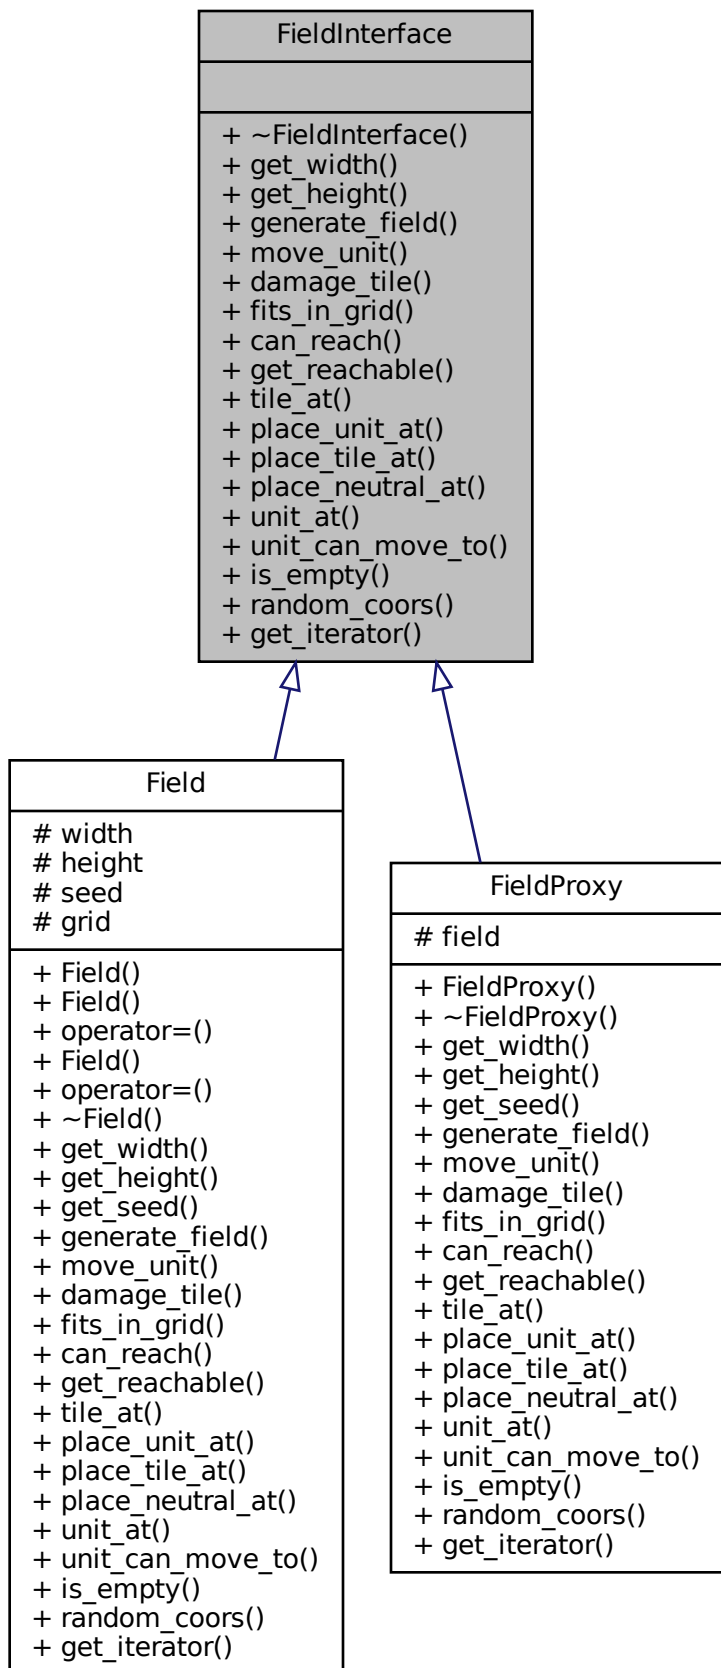 FieldInterface
+ ~FieldInterface()
+ get_width()
+ get_height()
+ generate_field()
+ move_unit()
+ damage_tile()
+ fits_in_grid()
+ can_reach()
+ get_reachable()
+ tile_at()
+ place_unit_at()
+ place_tile_at()
+ place_neutral_at()
+ unit_at()
+ unit_can_move_to()
+ is_empty()
+ random_coors()
+ get_iterator()
Field
# width
# height
# seed
# grid
+ Field()
+ Field()
+ operator=()
+ Field()
+ operator=()
+ ~Field()
+ get_width()
+ get_height()
+ get_seed()
+ generate_field()
+ move_unit()
+ damage_tile()
+ fits_in_grid()
+ can_reach()
+ get_reachable()
+ tile_at()
+ place_unit_at()
+ place_tile_at()
+ place_neutral_at()
+ unit_at()
+ unit_can_move_to()
+ is_empty()
+ random_coors()
+ get_iterator()
FieldProxy
# field
+ FieldProxy()
+ ~FieldProxy()
+ get_width()
+ get_height()
+ get_seed()
+ generate_field()
+ move_unit()
+ damage_tile()
+ fits_in_grid()
+ can_reach()
+ get_reachable()
+ tile_at()
+ place_unit_at()
+ place_tile_at()
+ place_neutral_at()
+ unit_at()
+ unit_can_move_to()
+ is_empty()
+ random_coors()
+ get_iterator()